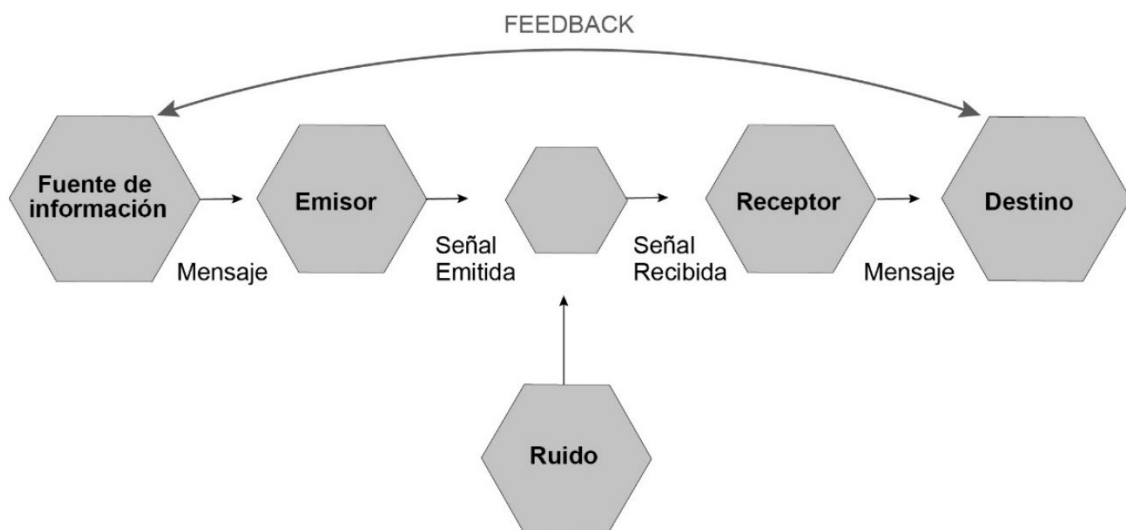 FEEDBACK
Fuente de
información
Mensaje
Emisor
Señal
Emitida
Señal
Recibida
Receptor
Mensaje
Destino
Ruido